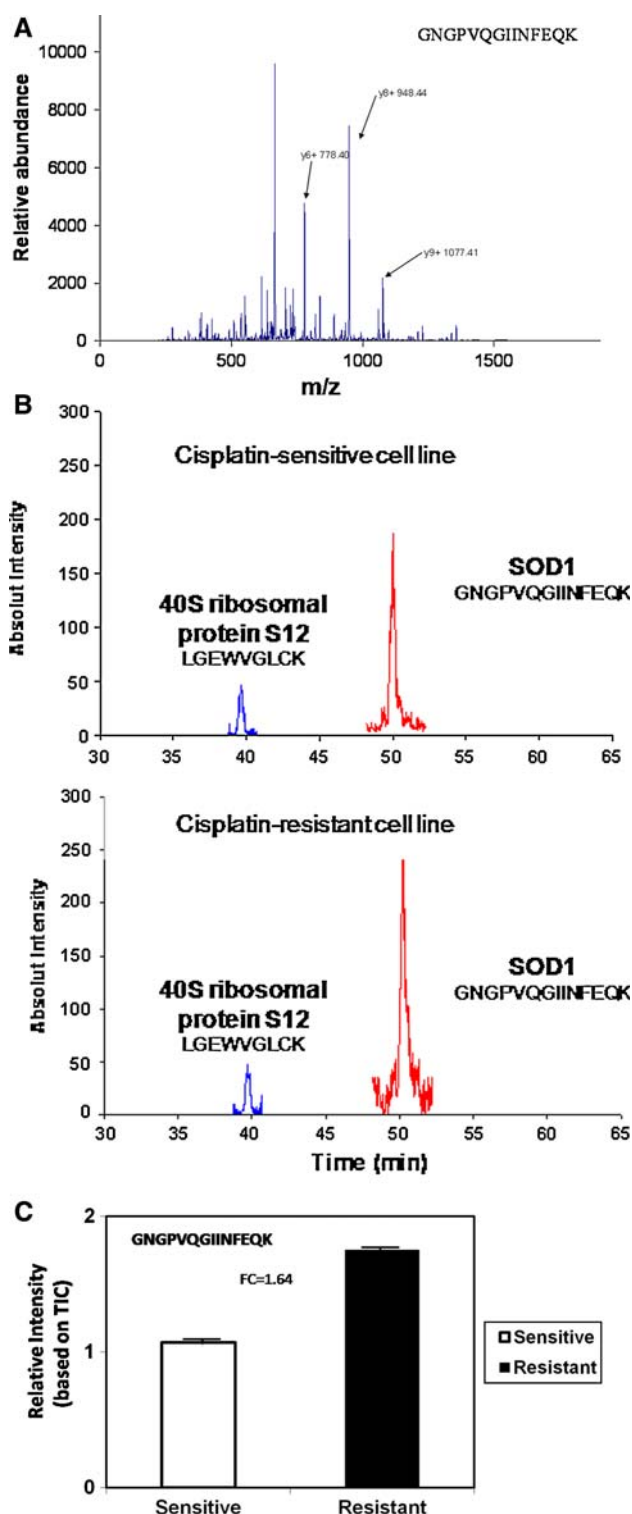 A
GNGPVQGIINFEQK
Relative abundance
10000
8000
6000
4000
2000
0
y8+ 948.44
y6+ 778.40
y9+ 1077.41
0
500
1000
1500
m/z
B
Absolut Intensity
300
250
200
150
100
50
0
Cisplatin-sensitive cell line
SOD1
GNGPVQGIINFEQK
40S ribosomal
protein S12
LGEWVGLCK
30
35
40
45
50
55
60
65
Absolut Intensity
300
250
200
150
100
50
0
Cisplatin-resistant cell line
SOD1
GNGPVQGIINFEQK
40S ribosomal
protein S12
LGEWVGLCK
30
35
40
45
50
55
60
65
Time (min)
C
Relative Intensity
(based on TIC)
2
1
0
GNGPVQGIINFEQK
FC=1.64
Sensitive
Resistant
Sensitive
Resistant